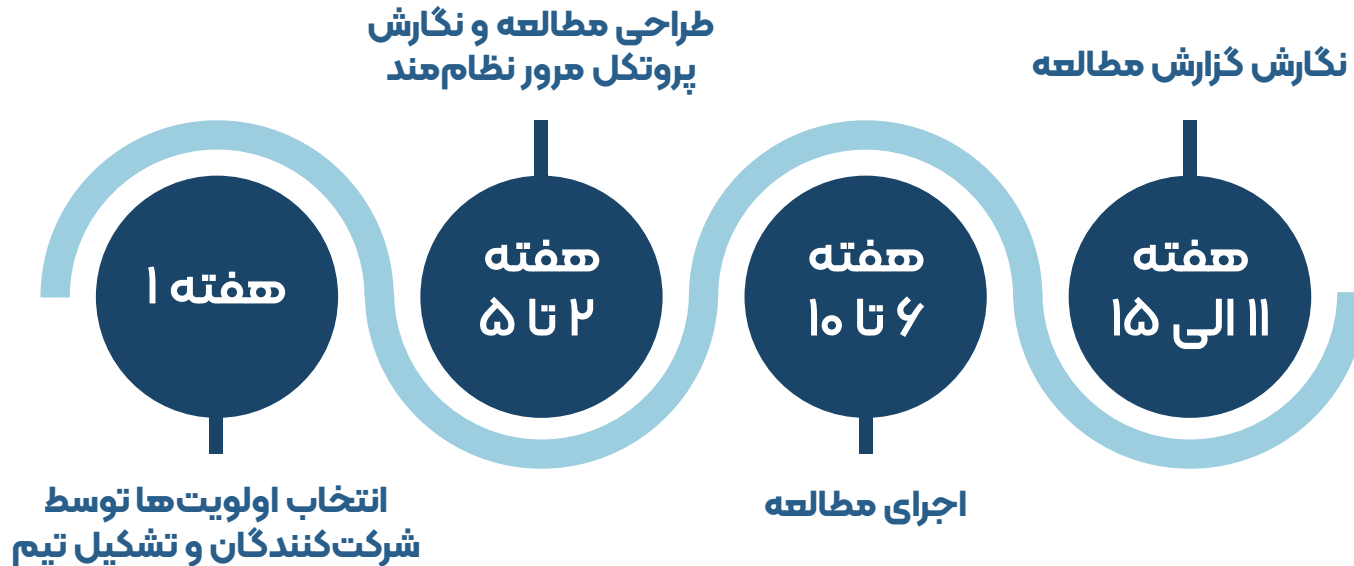 هفته ۱
انتخاب اولویت‌ها توسط
شرکت‌کنندگان و تشکیل تیم
طراحی مطالعه و نگارش
پروتکل مرور نظام‌مند
هفته
۲ تا ۵
هفته
۶ تا ۱۰
اجرای مطالعه
نگارش گزارش مطالعه
هفته
۱۱ الی ۱۵